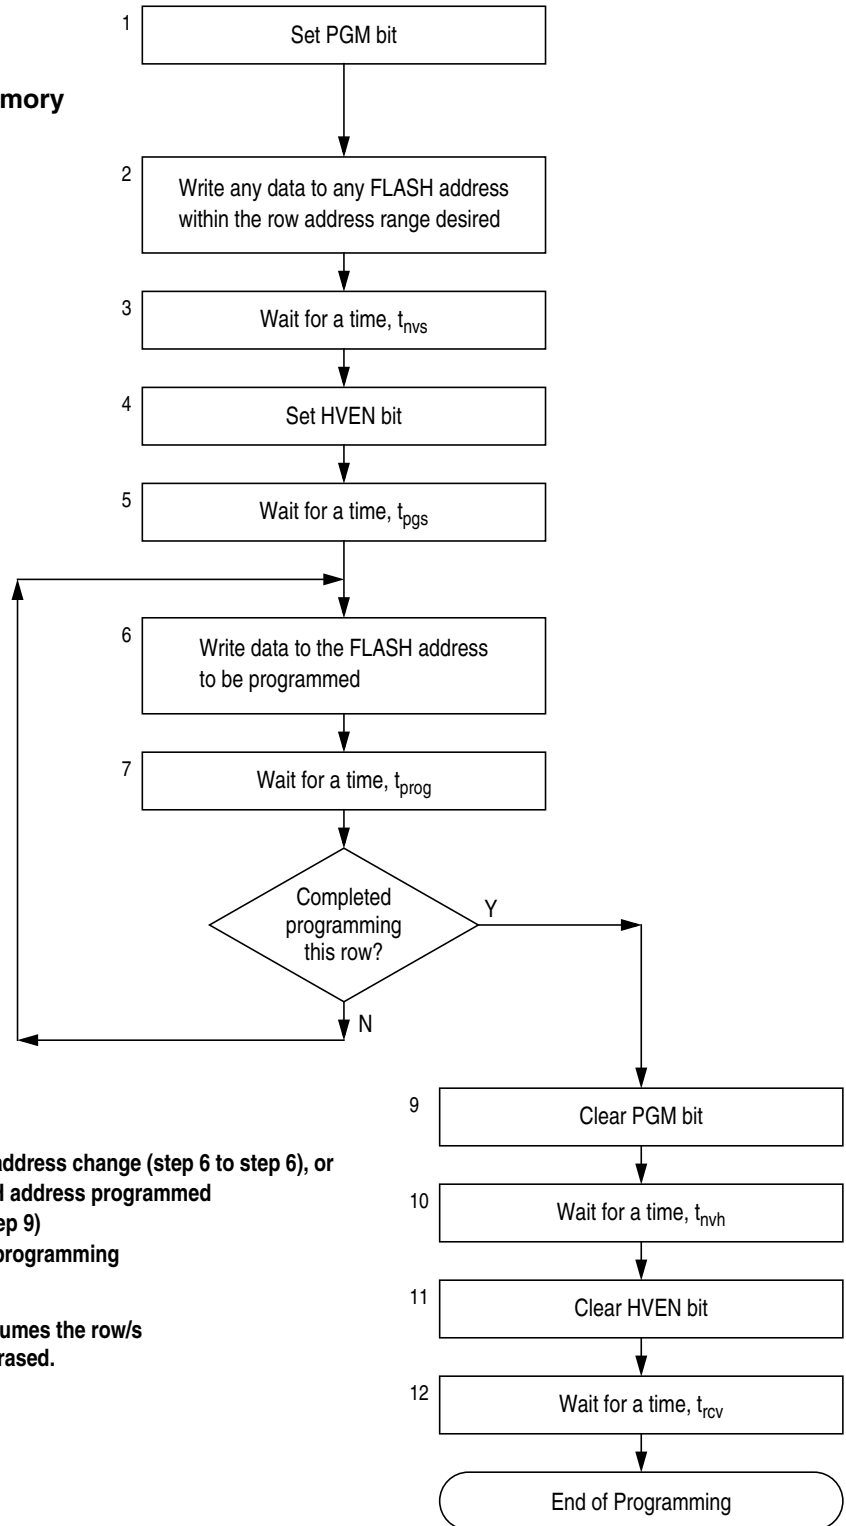 1
Set PGM bit
mory
2
Write any data to any FLASH address
within the row address range desired
3
Wait for a time, tnvs
4
Set HVEN bit
5
Wait for a time, tpgs
6
Write data to the FLASH address
to be programmed
7
Wait for a time, tprog
Completed
programming
this row?
Y
N
9
Clear PGM bit
address change (step 6 to step 6), or
H address programmed
ep 9)
programming
10
Wait for a time, tnvh
11
Clear HVEN bit
umes the row/s
rased.
12
Wait for a time, trcv
End of Programming